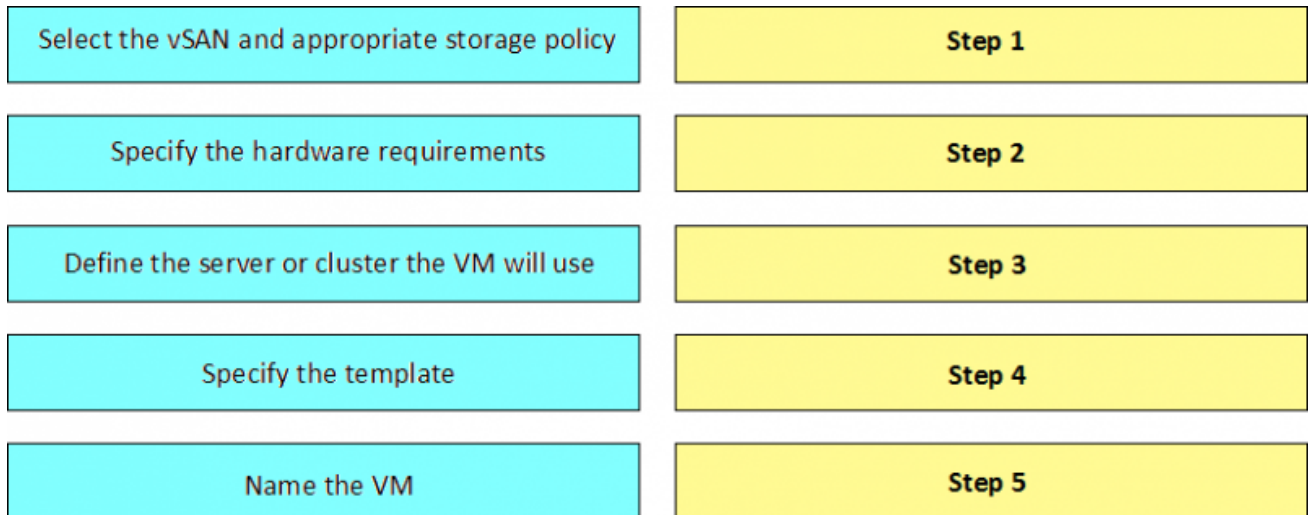 Select the vSAN and appropriate storage policy
Step 1
Specify the hardware requirements
Step 2
Define the server or cluster the VM will use
Step 3
Specify the template
Step 4
Name the VM
Step 5